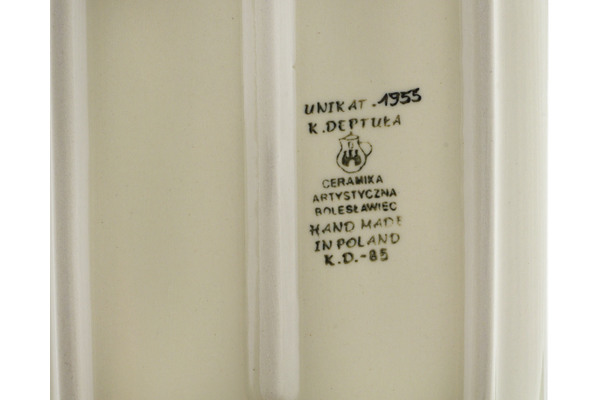 UNIKAT.1955
K.DEPTUŁA
CERAMIKA
ARTYSTYCZNA
BOLESŁAWIEC
HAND MADE
IN POLAND
K.D.-85